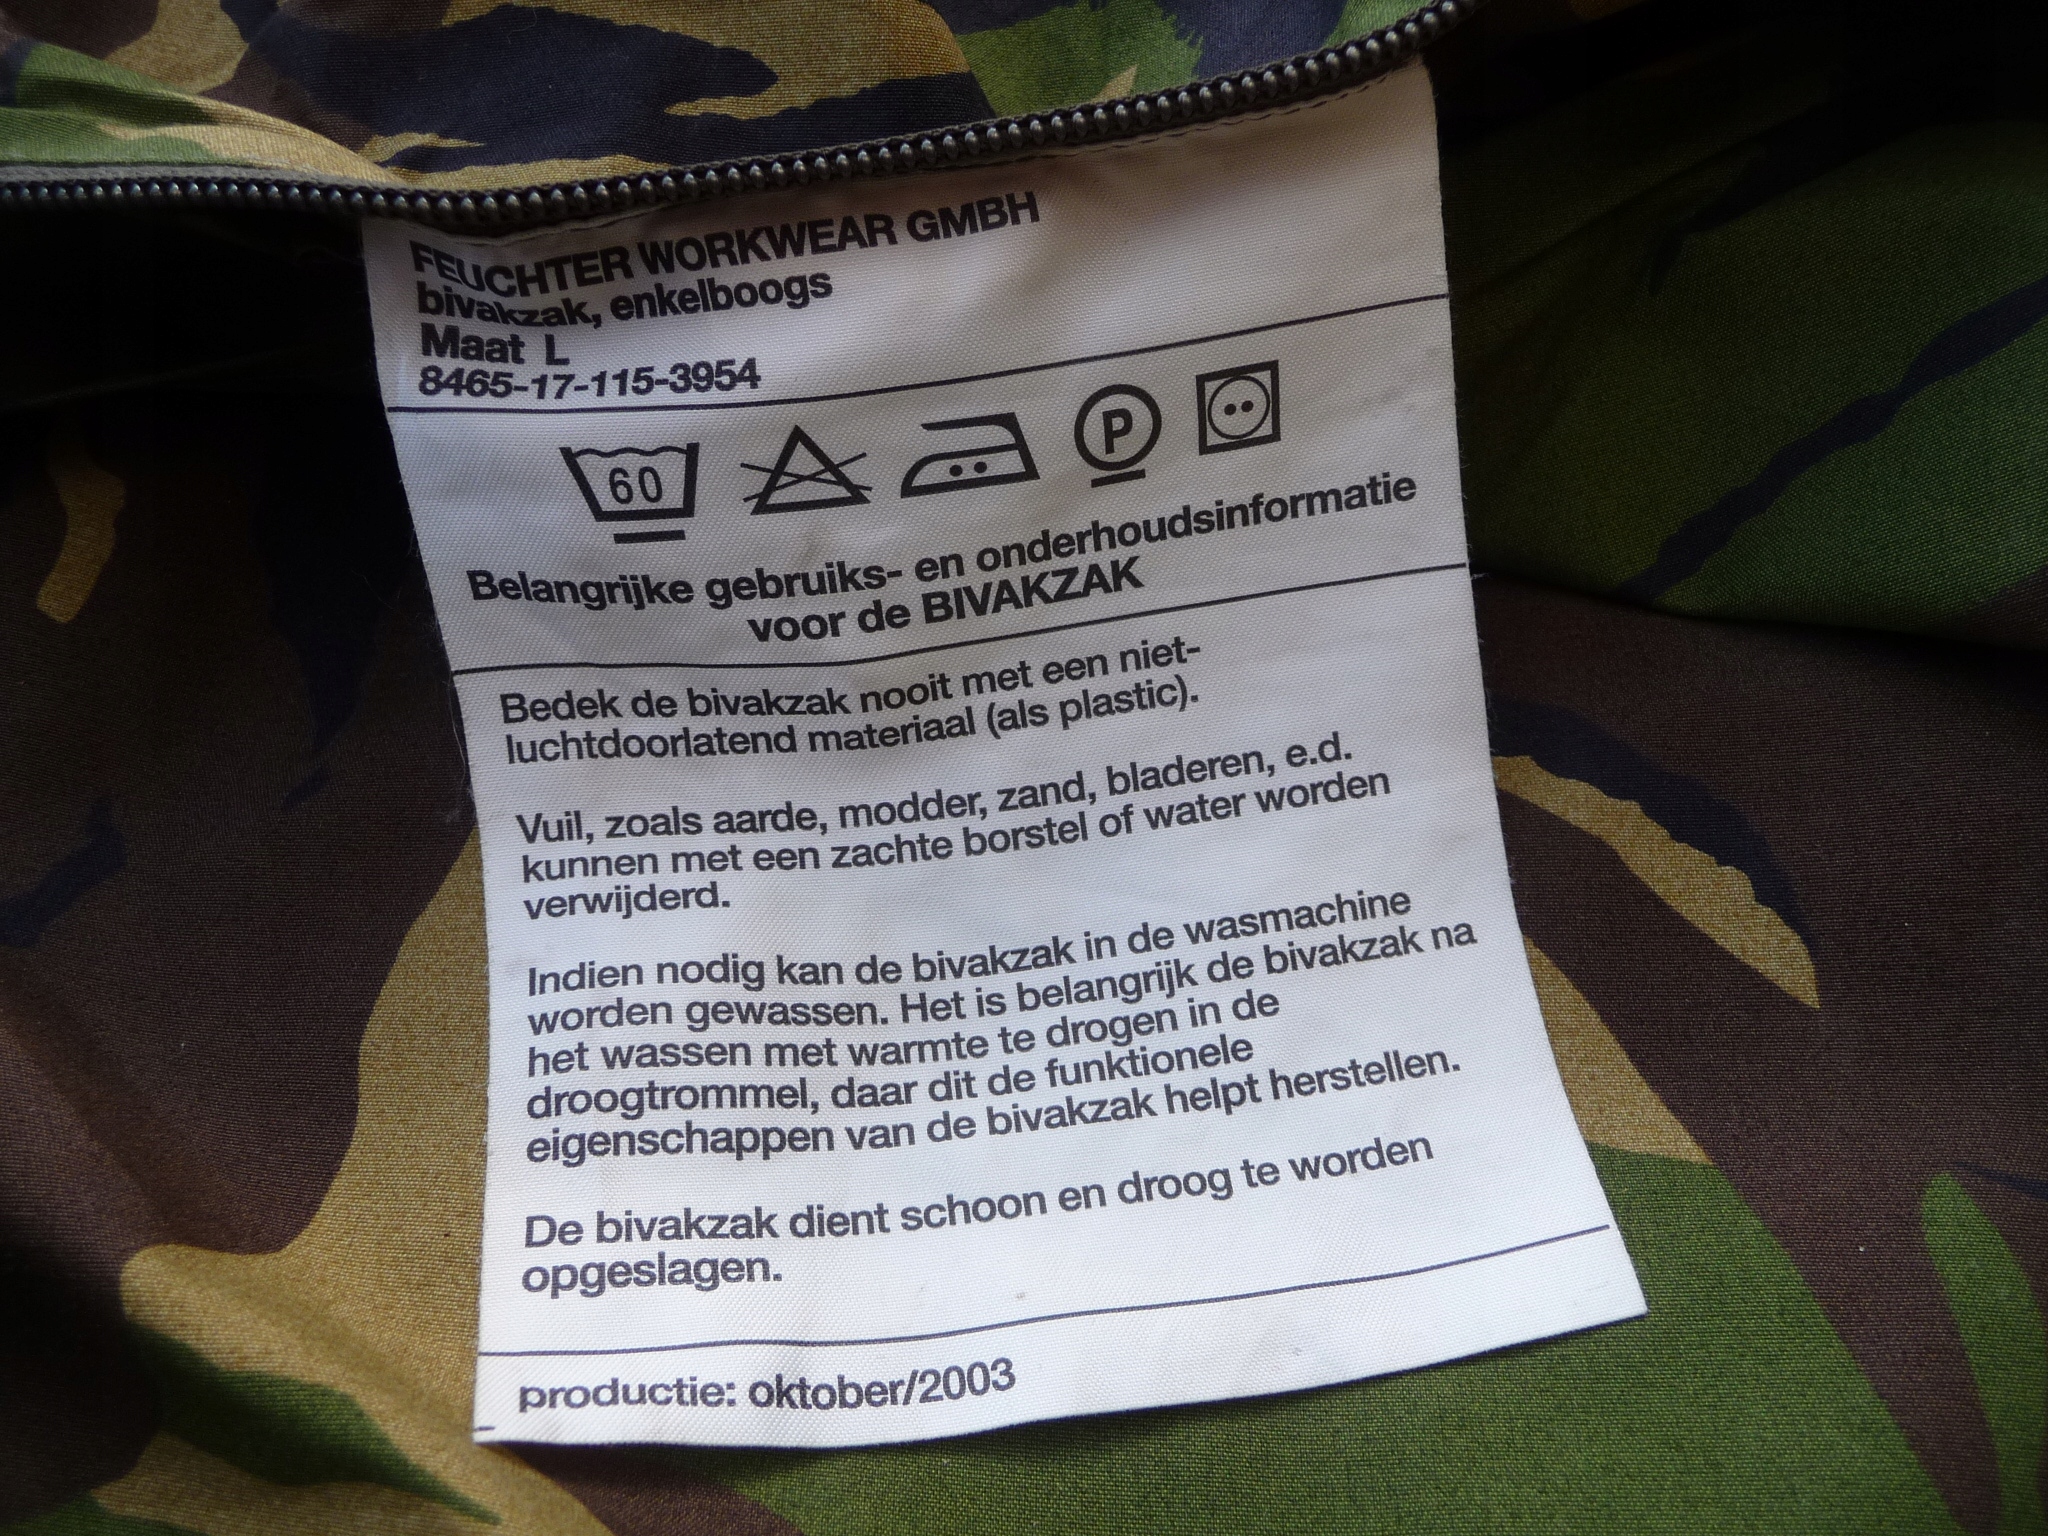 FEUCHTER WORKWEAR GMBH
bivakzak, enkelboogs
Maat L
8465-17-115-3954
60
P
Belangrijke gebruiks- en onderhoudsinformatie
voor de BIVAKZAK
Bedek de bivakzak nooit met een niet-
luchtdoorlatend materiaal (als plastic).
Vuil, zoals aarde, modder, zand, bladeren, e.d.
kunnen met een zachte borstel of water worden
verwijderd.
Indien nodig kan de bivakzak in de wasmachine
worden gewassen. Het is belangrijk de bivakzak na
het wassen met warmte te drogen in de
droogtrommel, daar dit de funktionele
eigenschappen van de bivakzak helpt herstellen.
De bivakzak dient schoon en droog te worden
opgeslagen.
productie: oktober/2003